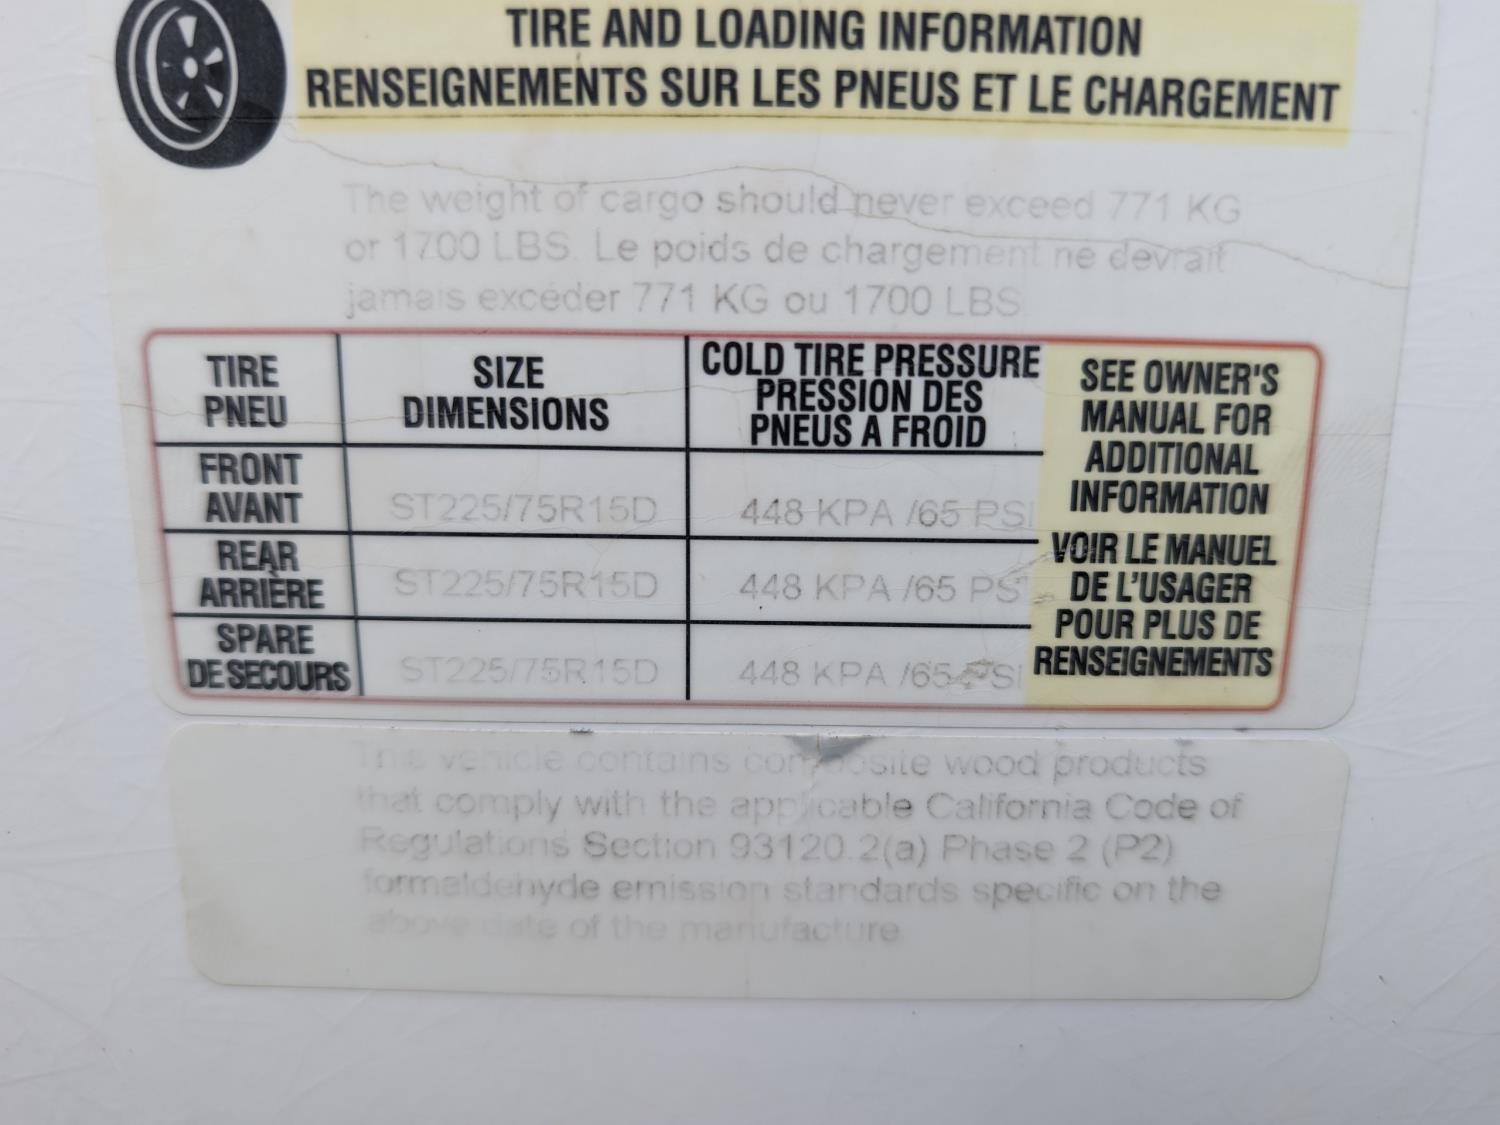 TIRE AND LOADING INFORMATION
RENSEIGNEMENTS SUR LES PNEUS ET LE CHARGEMENT
The weight of cargo should never exceed 771 KG
or 1700 LBS. Le poids de chargement ne devrait
jamais excéder 771 KG ou 1700 LBS
TIRE
PNEU
SIZE
DIMENSIONS
COLD TIRE PRESSURE
PRESSION DES
PNEUS A FROID
FRONT
AVANT
ST225/75R15D
448 KPA /65 PSI
REAR
ARRIÈRE
ST225/75R15D
448 KPA /65 PSI
SPARE
DE SECOURS
ST225/75R15D
448 KPA /65 PSI
SEE OWNER'S
MANUAL FOR
ADDITIONAL
INFORMATION
VOIR LE MANUEL
DE L'USAGER
POUR PLUS DE
RENSEIGNEMENTS
This vehicle contains composite wood products
that comply with the applicable California Code of
Regulations Section 93120.2(a) Phase 2 (P2)
formaldehyde emission standards specific on the
above date of the manufacture